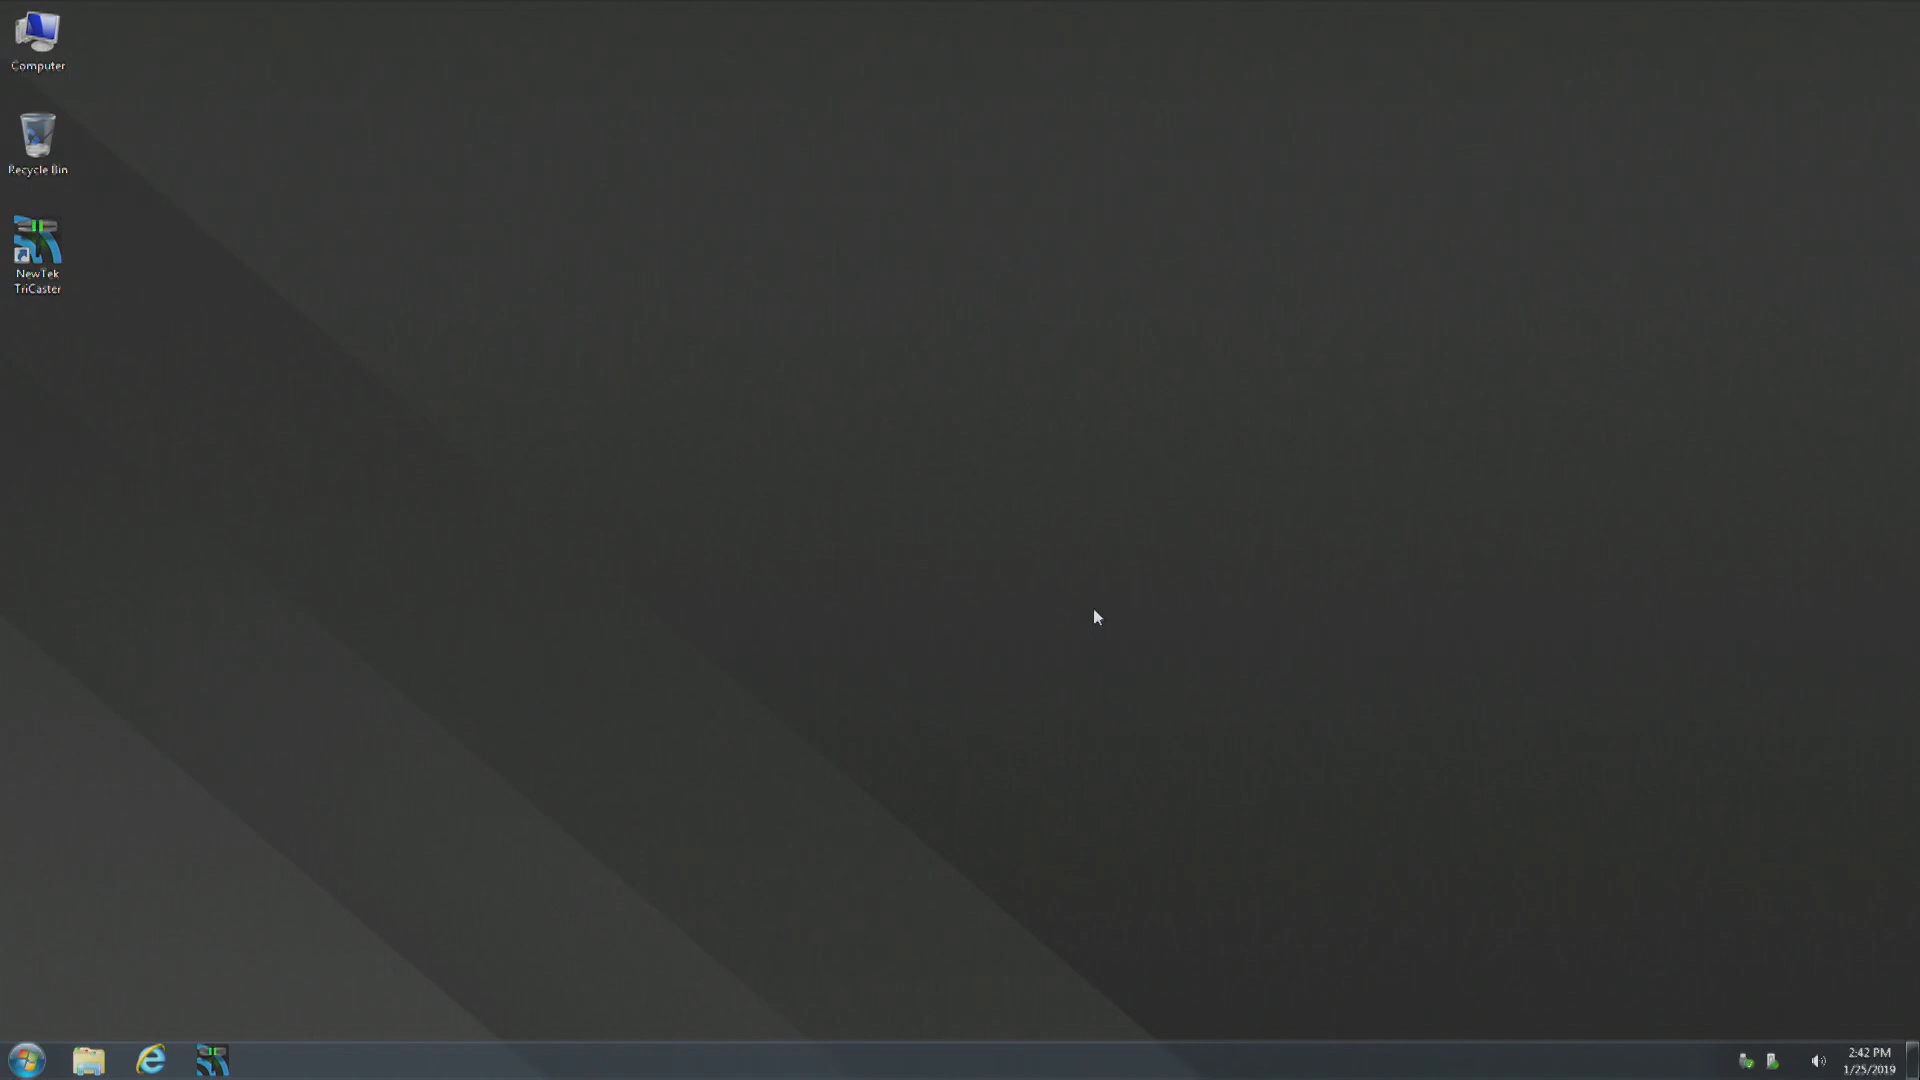 Computer
Recycle Bin
NewTek
TriCaster
2:42 PM
1/25/2019